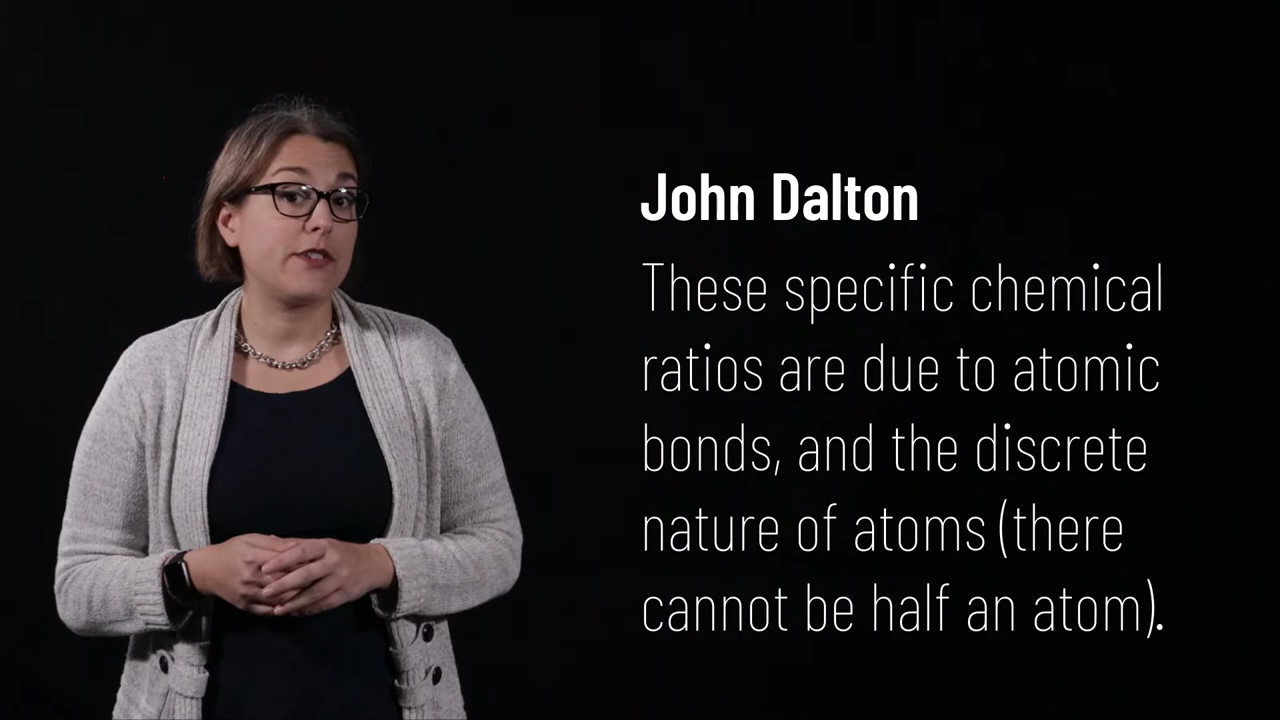 John Dalton
These specific chemical
ratios are due to atomic
bonds, and the discrete
nature of atoms (there
cannot be half an atom).